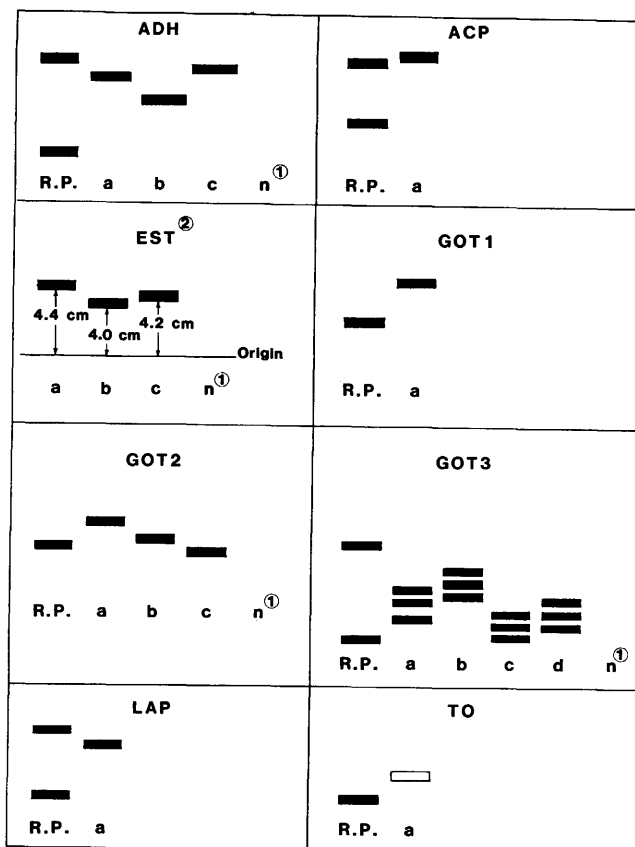 ADH
R.P. a b c n①
ACP
R.P. a
EST②
4.4 cm 4.0 cm 4.2 cm
Origin
a b c n①
GOT1
R.P. a
GOT2
R.P. a b c n①
GOT3
R.P. a b c d n①
LAP
R.P. a
TO
R.P. a